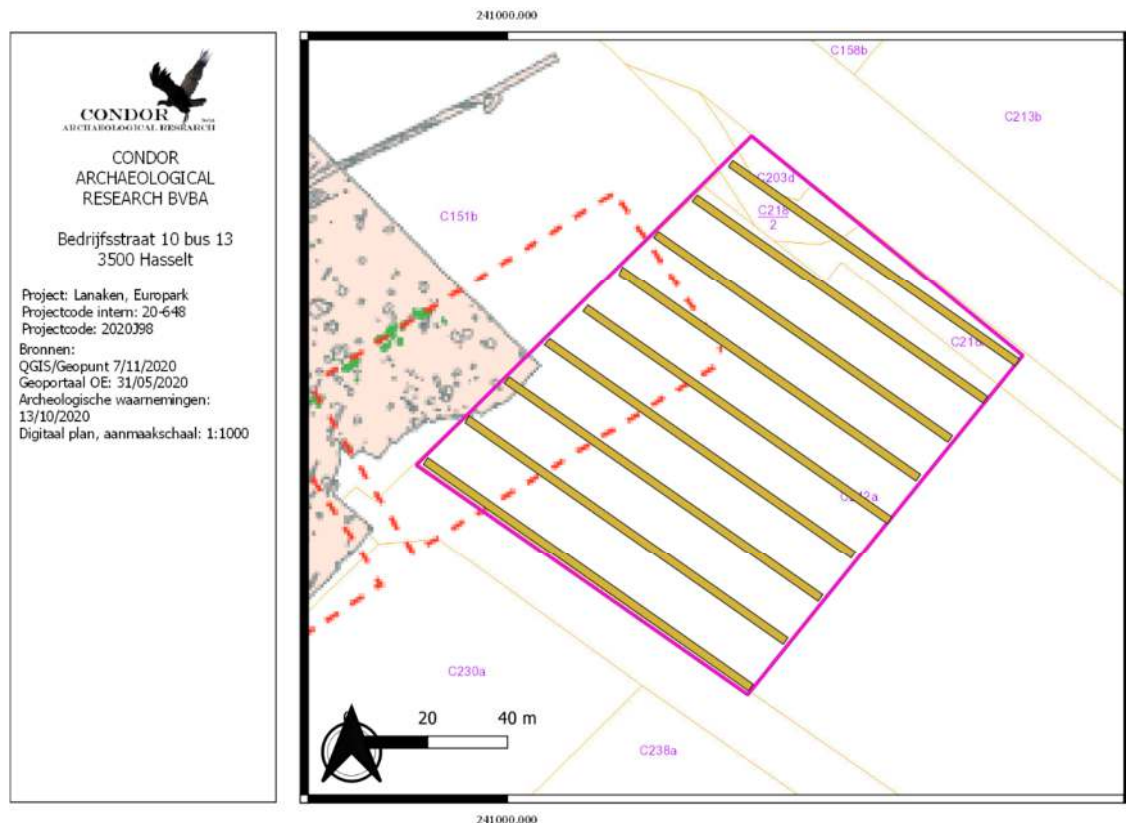 241000.000
CONDOR
ARCHAEOLOGICAL RESEARCH
CONDOR
ARCHAEOLOGICAL
RESEARCH BVBA
Bedrijfsstraat 10 bus 13
3500 Hasselt
Project: Lanaken, Europark
Projectcode intern: 20-648
Projectcode: 2020J98
Bronnen:
QGIS/Geopunt 7/11/2020
Geoportaal OE: 31/05/2020
Archeologische waarnemingen:
13/10/2020
Digitaal plan, aanmaakschaal: 1:1000
C158b
C213b
C203d
C151b
C218
2
C230a
20
40 m
C238a
241000.000